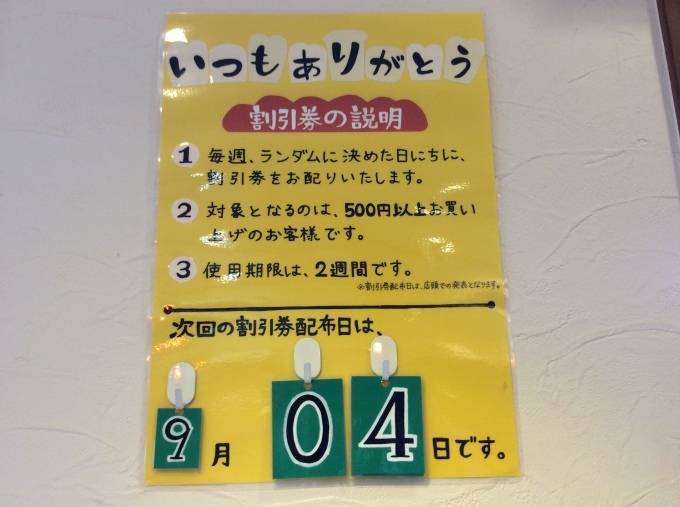 いつもありがとう
割引券の説明
1 毎週、ランダムに決めた日にちに、
割引券をお配りいたします。
2 対象となるのは、500円以上お買い
上げのお客様です。
3 使用期限は、2週間です。
※割引券配布日は、店頭での発表となります。
次回の割引券配布日は、
9月04日です。